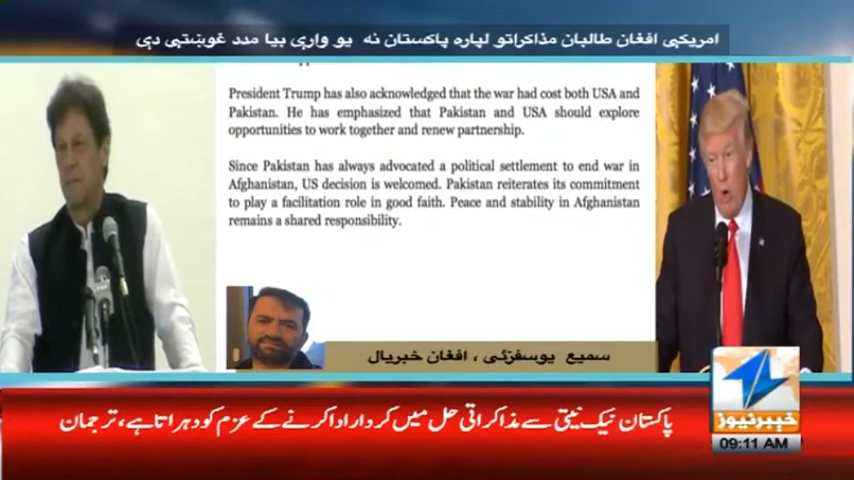 امریکې افغان طالبان مذاکراتو لپاره پاکستان نه یو وارې بیا مدد غوښتې دې
President Trump has also acknowledged that the war had cost both USA and
Pakistan. He has emphasized that Pakistan and USA should explore
opportunities to work together and renew partnership.
Since Pakistan has always advocated a political settlement to end war in
Afghanistan, US decision is welcomed. Pakistan reiterates its commitment
to play a facilitation role in good faith. Peace and stability in Afghanistan
remains a shared responsibility.
سمیع یوسفزئی ، افغان خبریال
پاکستان نیک نیتی سے مذاکراتی حل میں کردار ادا کرنے کے عزم کو دہراتا ہے، ترجمان
خیبر نیوز
09:11 AM